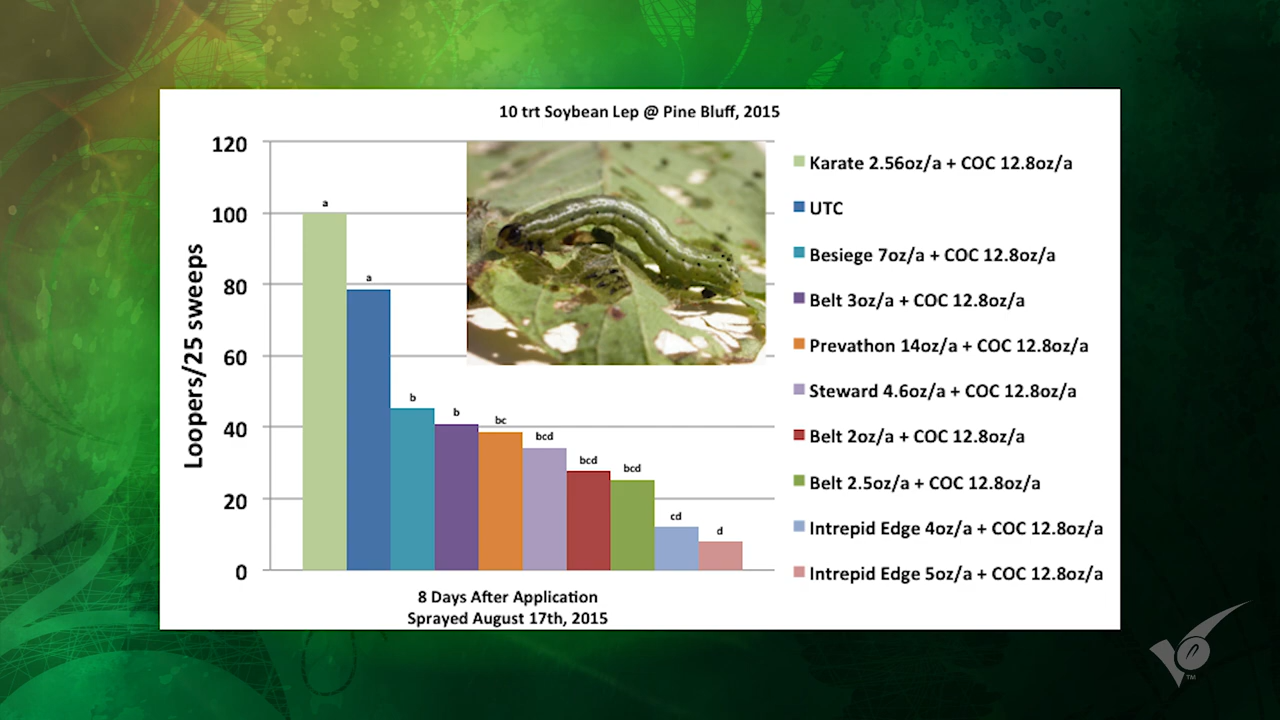 10 trt Soybean Lep @ Pine Bluff, 2015
120
100
80
60
40
20
0
Loopers/25 sweeps
a
a
b
b
bc
bcd
bcd
bcd
cd
d
8 Days After Application
Sprayed August 17th, 2015
Karate 2.56oz/a + COC 12.8oz/a
UTC
Besiege 7oz/a + COC 12.8oz/a
Belt 3oz/a + COC 12.8oz/a
Prevathon 14oz/a + COC 12.8oz/a
Steward 4.6oz/a + COC 12.8oz/a
Belt 2oz/a + COC 12.8oz/a
Belt 2.5oz/a + COC 12.8oz/a
Intrepid Edge 4oz/a + COC 12.8oz/a
Intrepid Edge 5oz/a + COC 12.8oz/a
TM